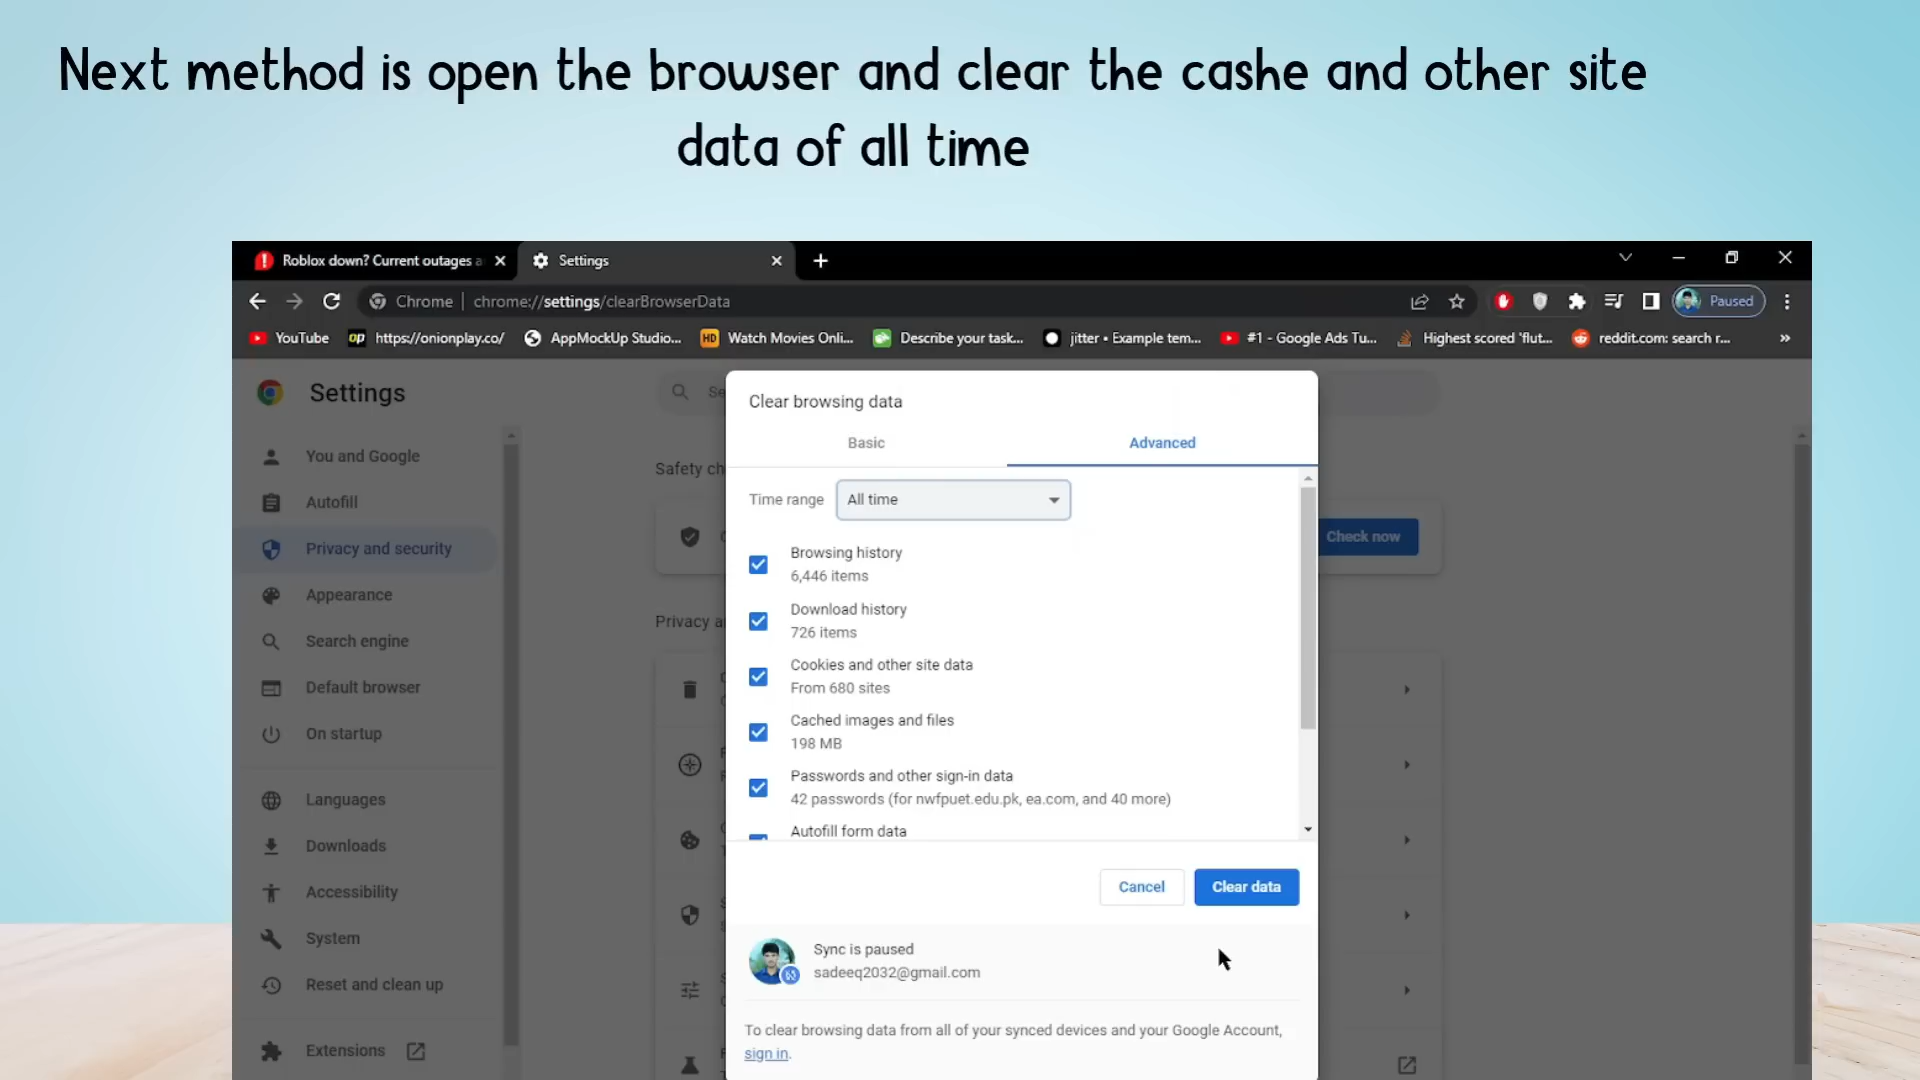 Next method is open the browser and clear the cashe and other site
data of all time
Roblox down? Current outages a
Settings
Chrome | chrome://settings/clearBrowserData
Paused
YouTube
https://onionplay.co/
AppMockUp Studio...
Watch Movies Onli...
Describe your task...
jitter • Example tem...
#1 - Google Ads Tu...
Highest scored 'flut...
reddit.com: search r...
»
Settings
Se
You and Google
Autofill
Privacy and security
Appearance
Search engine
Default browser
On startup
Languages
Downloads
Accessibility
System
Reset and clean up
Extensions
Safety ch
Check now
Privacy a
Clear browsing data
Basic
Advanced
Time range
All time
Browsing history
6,446 items
Download history
726 items
Cookies and other site data
From 680 sites
Cached images and files
198 MB
Passwords and other sign-in data
42 passwords (for nwfpuet.edu.pk, ea.com, and 40 more)
Autofill form data
Cancel
Clear data
Sync is paused
sadeeq2032@gmail.com
To clear browsing data from all of your synced devices and your Google Account,
sign in.